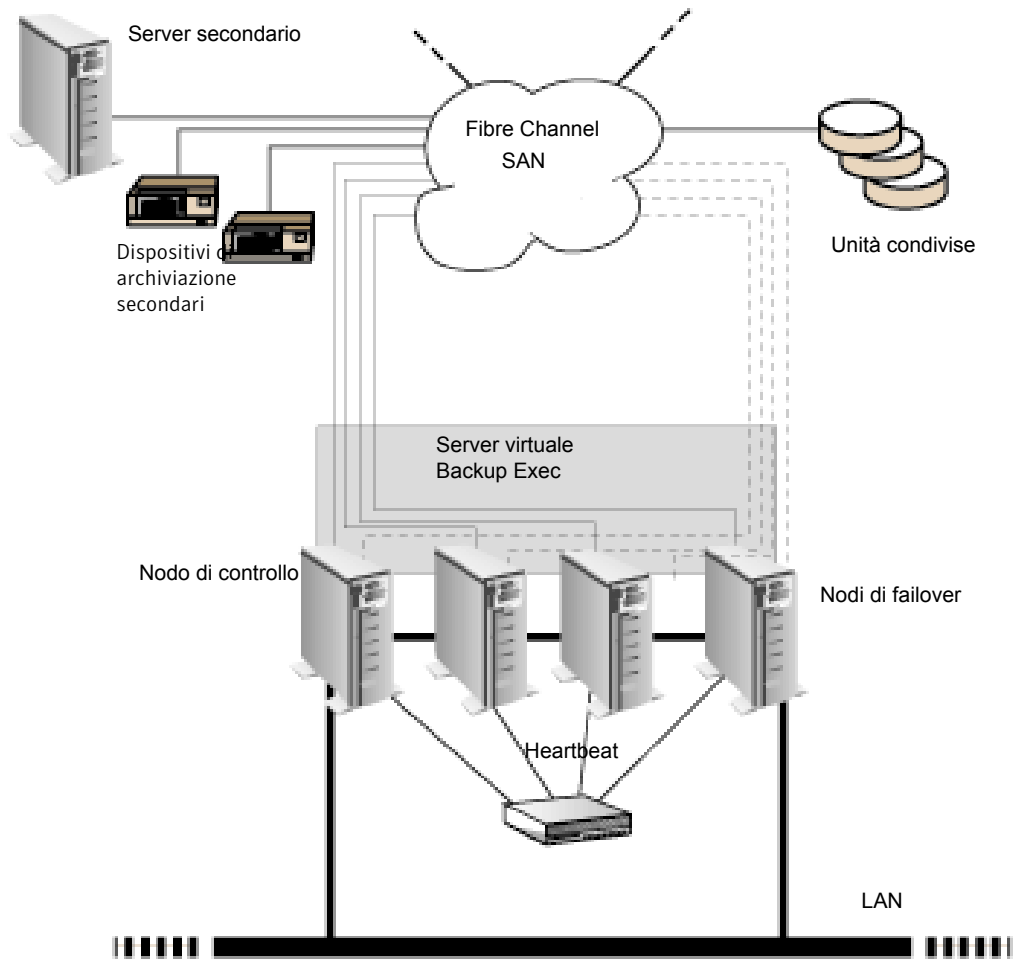 Server secondario
Fibre Channel
SAN
Dispositivi
archiviazione
secondari
Unità condivise
Server virtuale
Backup Exec
Nodo di controllo
Nodi di failover
Heartbeat
LAN